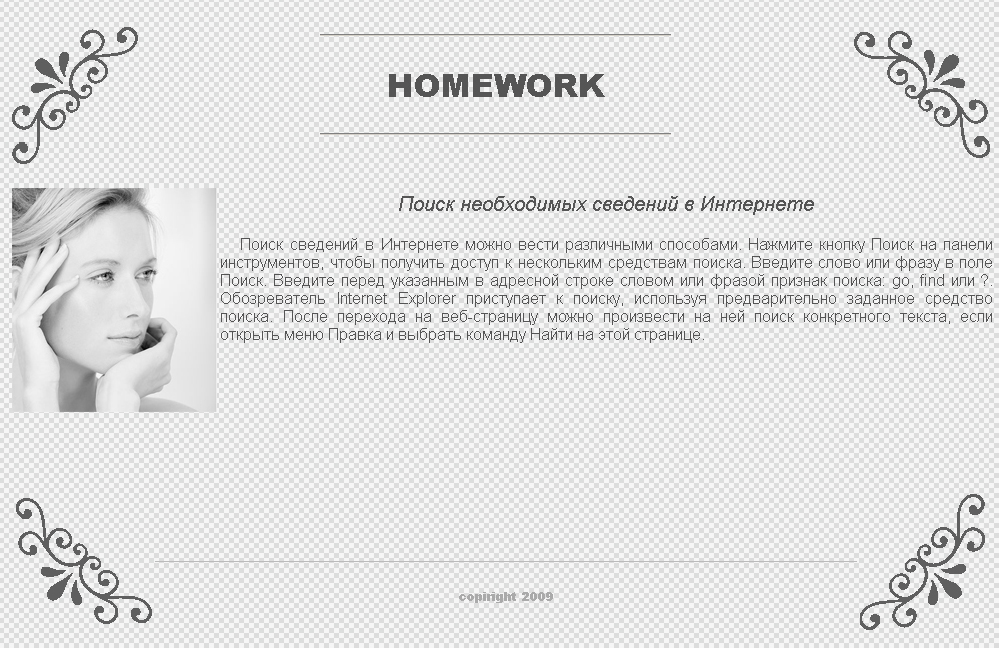 HOMEWORK
Поиск необходимых сведений в Интернете
Поиск сведений в Интернете можно вести различными способами. Нажмите кнопку Поиск на панели
инструментов, чтобы получить доступ к нескольким средствам поиска. Введите слово или фразу в поле
Поиск. Введите перед указанным в адресной строке словом или фразой признак поиска: go, find или ?.
Обозреватель Internet Explorer приступает к поиску, используя предварительно заданное средство
поиска. После перехода на веб-страницу можно произвести на ней поиск конкретного текста, если
открыть меню Правка и выбрать команду Найти на этой странице.
copiright 2009